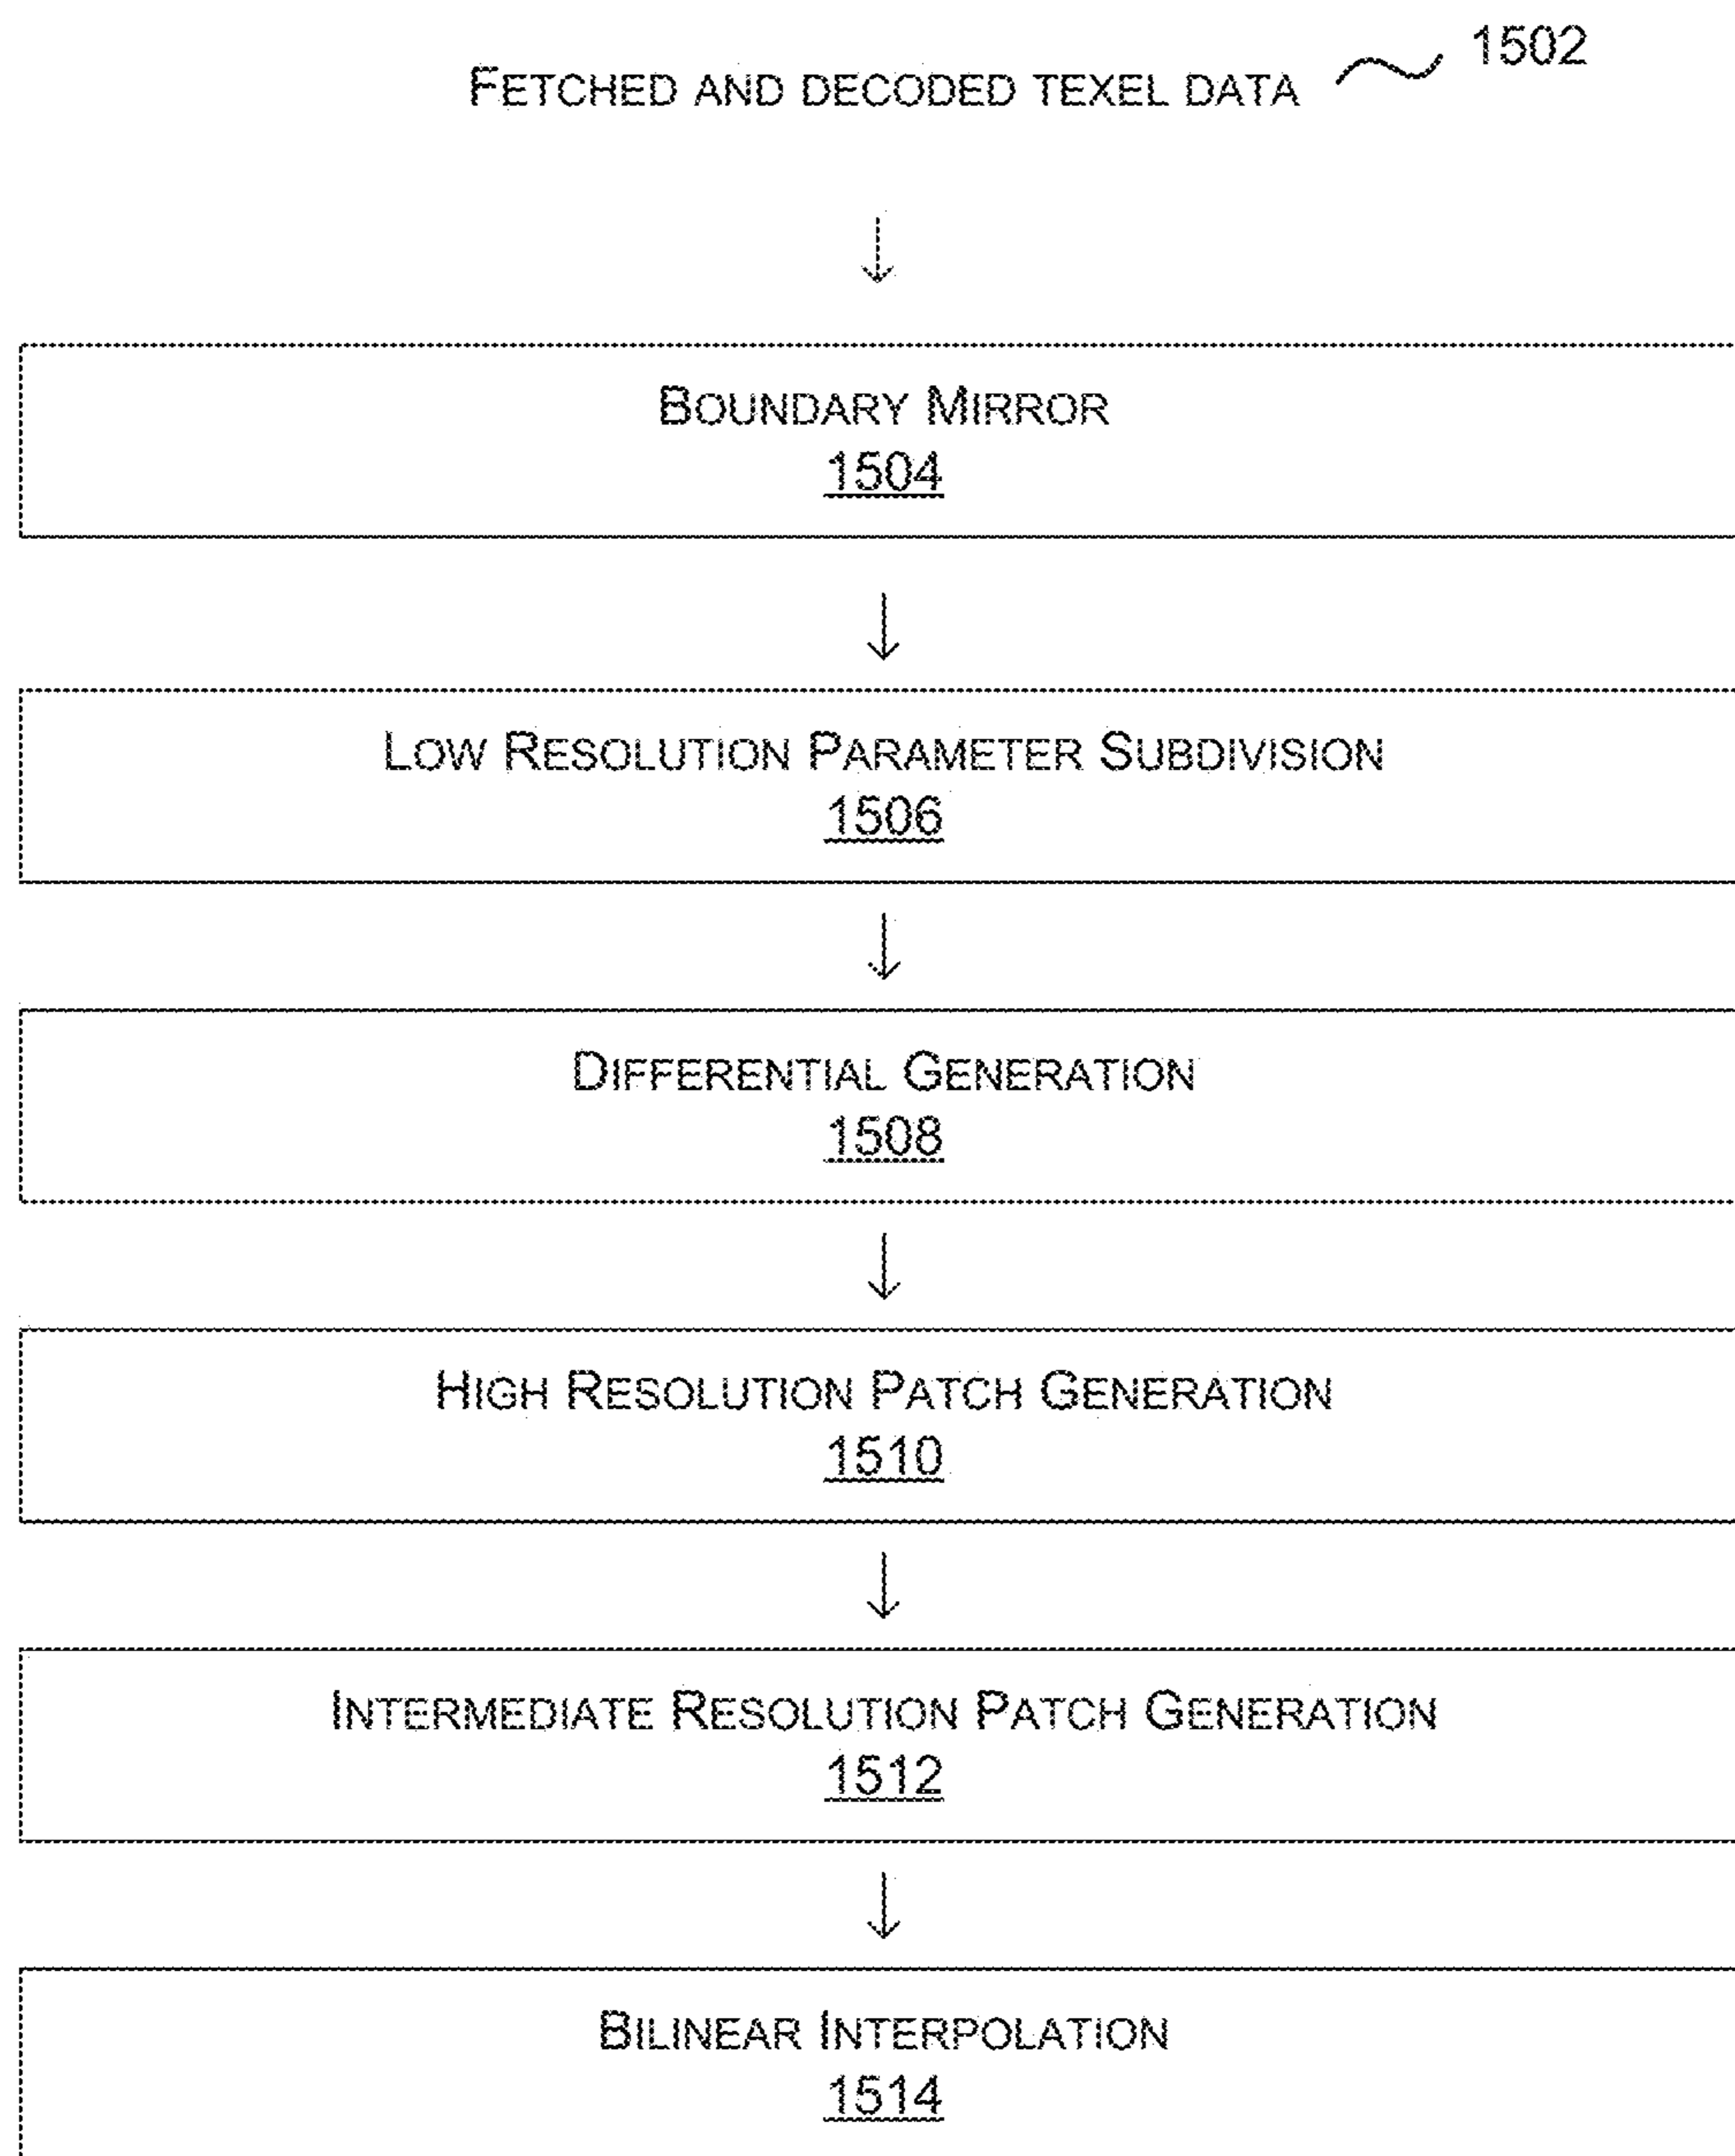 1502
FETCHED AND DECODED TEXEL DATA
BOUNDARY MIRROR
1504
LOW RESOLUTION PARAMETER SUBDIVISION
1506
DIFFERENTIAL GENERATION
1508
HIGH RESOLUTION PATCH GENERATION
1510
INTERMEDIATE RESOLUTION PATCH GENERATION
1512
BILINEAR INTERPOLATION
1514